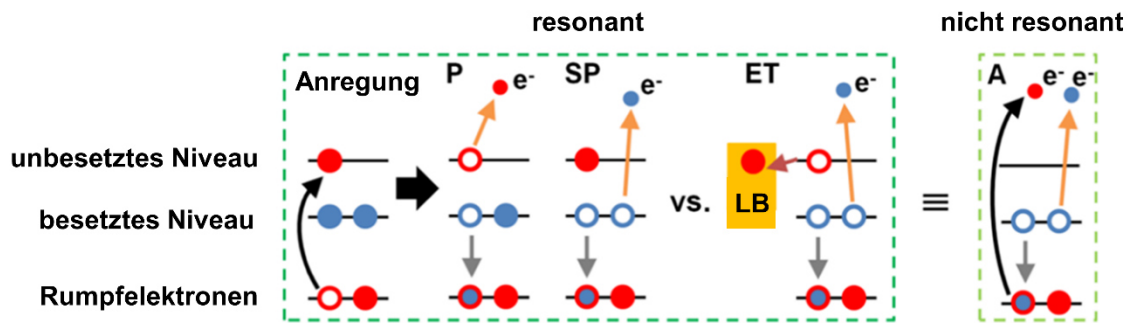 resonant
nicht resonant
Anregung
P
e-
SP
e-
ET
e-
A
e- e-
unbesetztes Niveau
besetztes Niveau
vs.
LB
≡
Rumpfelektronen